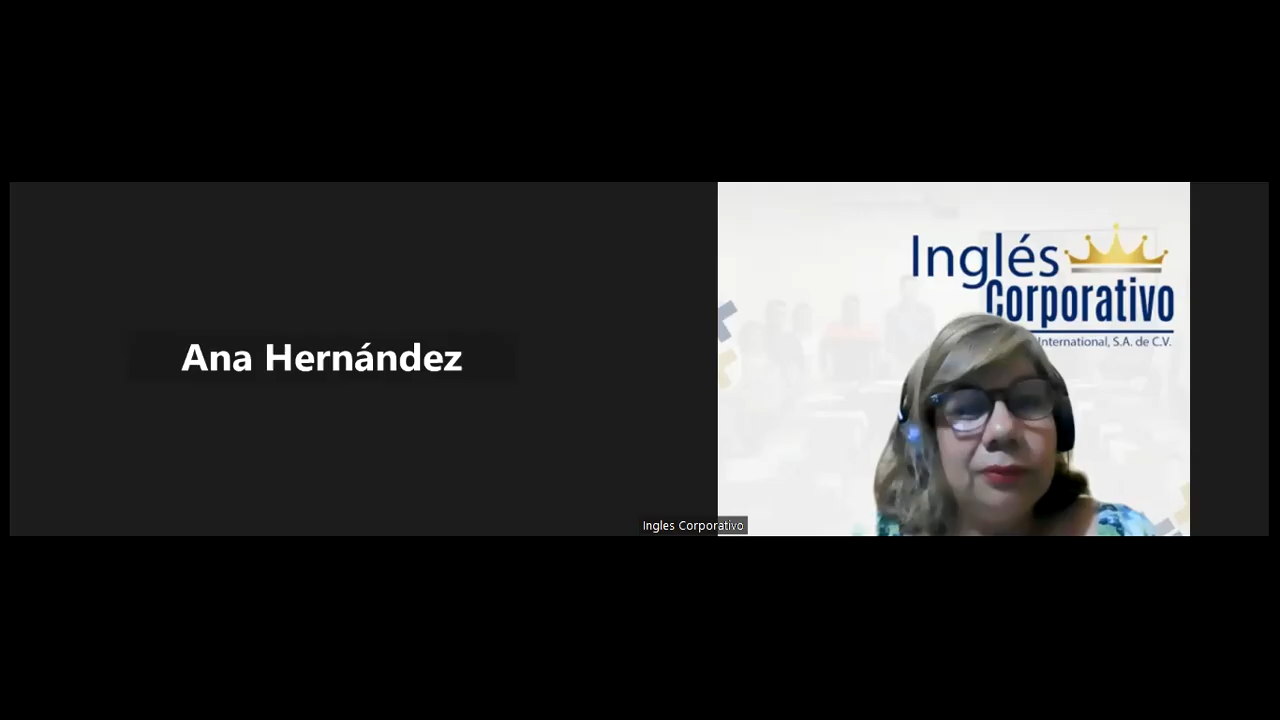 Ana Hernández
Inglés
Corporativo
International, S.A. de C.V.
Ingles Corporativo